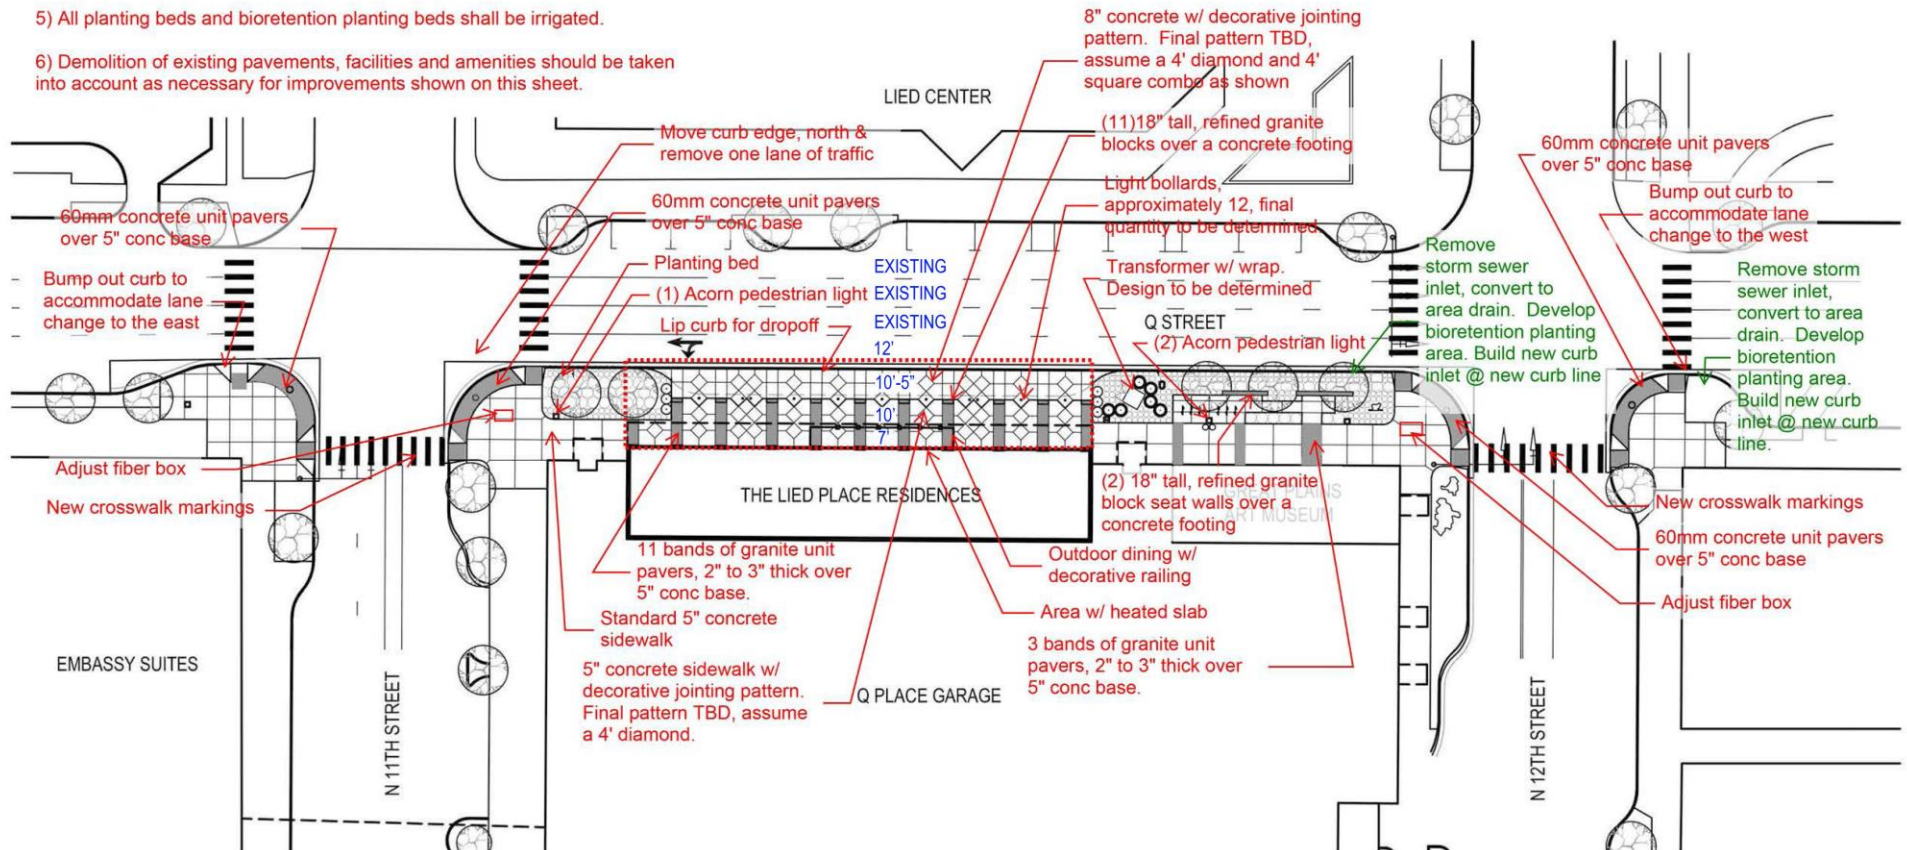 5) All planting beds and bioretention planting beds shall be irrigated.
6) Demolition of existing pavements, facilities and amenities should be taken
into account as necessary for improvements shown on this sheet.
8" concrete w/ decorative jointing
pattern. Final pattern TBD,
assume a 4' diamond and 4'
square combo as shown
LIED CENTER
Move curb edge, north &
remove one lane of traffic
(11)18" tall, refined granite
blocks over a concrete footing
60mm concrete unit pavers
over 5" conc base
60mm concrete unit pavers
over 5" conc base
60mm concrete unit pavers
over 5" conc base
Light bollards,
approximately 12, final
quantity to be determined
Bump out curb to
accommodate lane
change to the west
Bump out curb to
accommodate lane
change to the east
Planting bed
(1) Acorn pedestrian light
Lip curb for dropoff
EXISTING
EXISTING
EXISTING
12'
10'-5"
10'
7'
Transformer w/ wrap.
Design to be determined
Q STREET
(2) Acorn pedestrian light
Remove
storm sewer
inlet, convert to
area drain. Develop
bioretention planting
area. Build new curb
inlet @ new curb line
Remove storm
sewer inlet,
convert to area
drain. Develop
bioretention
planting area.
Build new curb
inlet @ new curb
line.
Adjust fiber box
New crosswalk markings
THE LIED PLACE RESIDENCES
(2) 18" tall, refined granite
block seat walls over a
concrete footing
GREAT PLAINS
ART MUSEUM
New crosswalk markings
60mm concrete unit pavers
over 5" conc base
Adjust fiber box
11 bands of granite unit
pavers, 2" to 3" thick over
5" conc base.
Outdoor dining w/
decorative railing
Area w/ heated slab
Standard 5" concrete
sidewalk
3 bands of granite unit
pavers, 2" to 3" thick over
5" conc base.
5" concrete sidewalk w/
decorative jointing pattern.
Final pattern TBD, assume
a 4' diamond.
EMBASSY SUITES
N 11TH STREET
Q PLACE GARAGE
N 12TH STREET